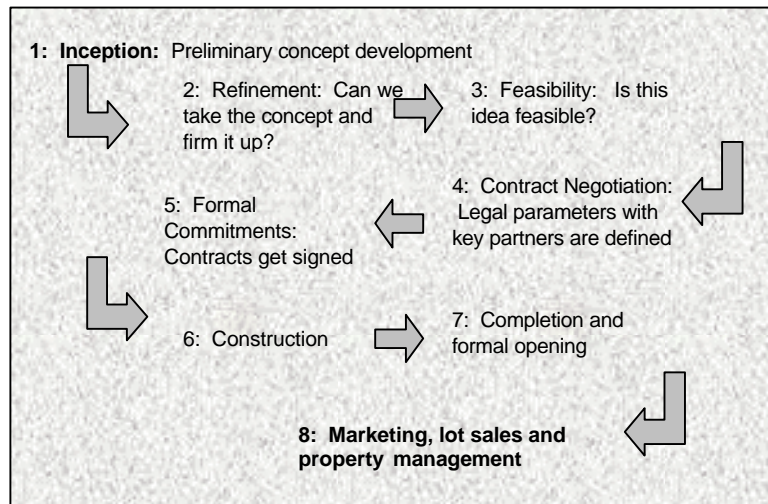 1: Inception: Preliminary concept development
2: Refinement: Can we
take the concept and
firm it up?
3: Feasibility: Is this
idea feasible?
4: Contract Negotiation:
Legal parameters with
key partners are defined
5: Formal
Commitments:
Contracts get signed
6: Construction
7: Completion and
formal opening
8: Marketing, lot sales and
property management